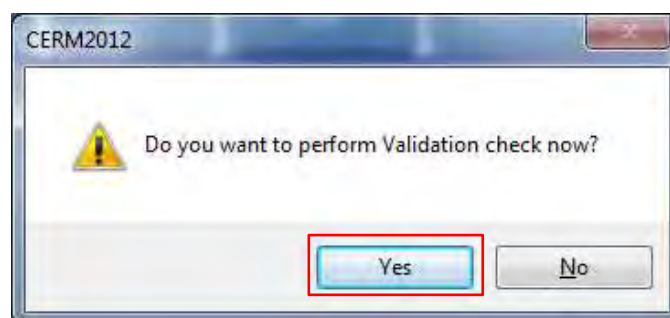 CERM2012
Do you want to perform Validation check now?
Yes
No